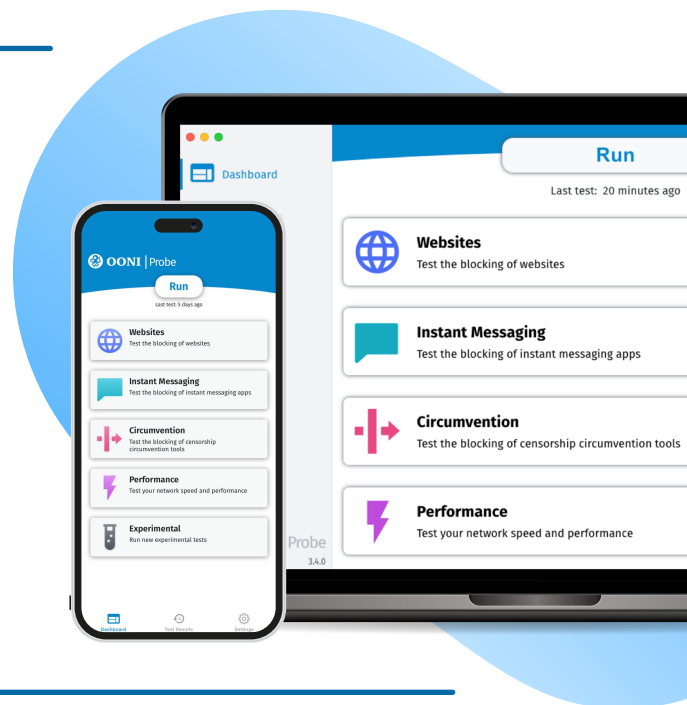 Dashboard
Run
Last test: 20 minutes ago
Websites
Test the blocking of websites
Instant Messaging
Test the blocking of instant messaging apps
Circumvention
Test the blocking of censorship circumvention tools
Performance
Test your network speed and performance
Probe
3.4.0
OONI | Probe
Run
Last test: 5 days ago
Websites
Test the blocking of websites
Instant Messaging
Test the blocking of instant messaging apps
Circumvention
Test the blocking of censorship
circumvention tools
Performance
Test your network speed and performance
Experimental
Run new experimental tests
Dashboard
Test Results
Settings